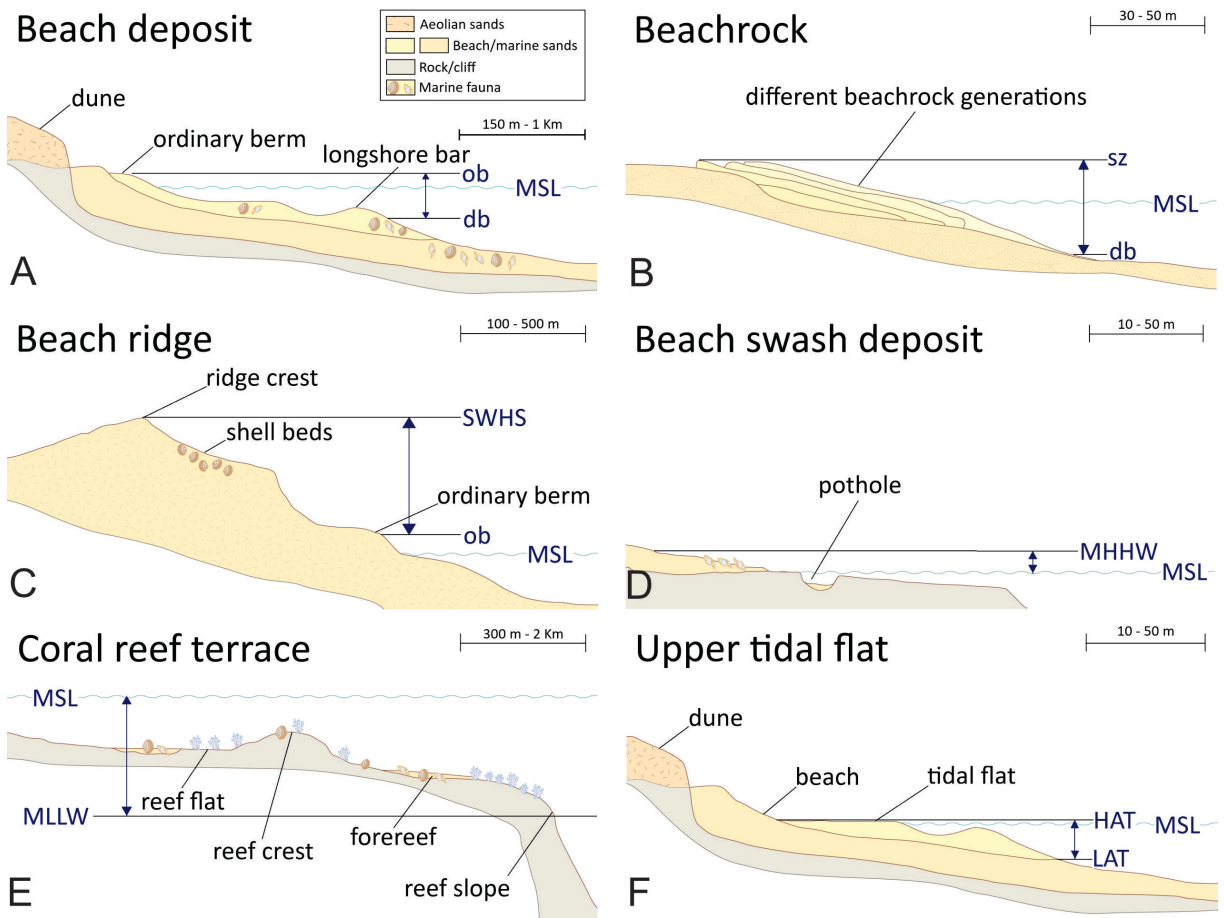 Beach deposit
Aeolian sands
Beach/marine sands
Rock/cliff
Marine fauna
dune
ordinary berm
150 m - 1 Km
longshore bar
ob
MSL
db
A
Beachrock
30 - 50 m
different beachrock generations
sz
MSL
db
B
Beach ridge
100 - 500 m
ridge crest
SWHS
shell beds
ordinary berm
ob
MSL
C
Beach swash deposit
10 - 50 m
pothole
MHHW
MSL
D
Coral reef terrace
300 m - 2 Km
MSL
reef flat
MLLW
forereef
reef crest
reef slope
E
Upper tidal flat
10 - 50 m
dune
beach
tidal flat
HAT
MSL
LAT
F